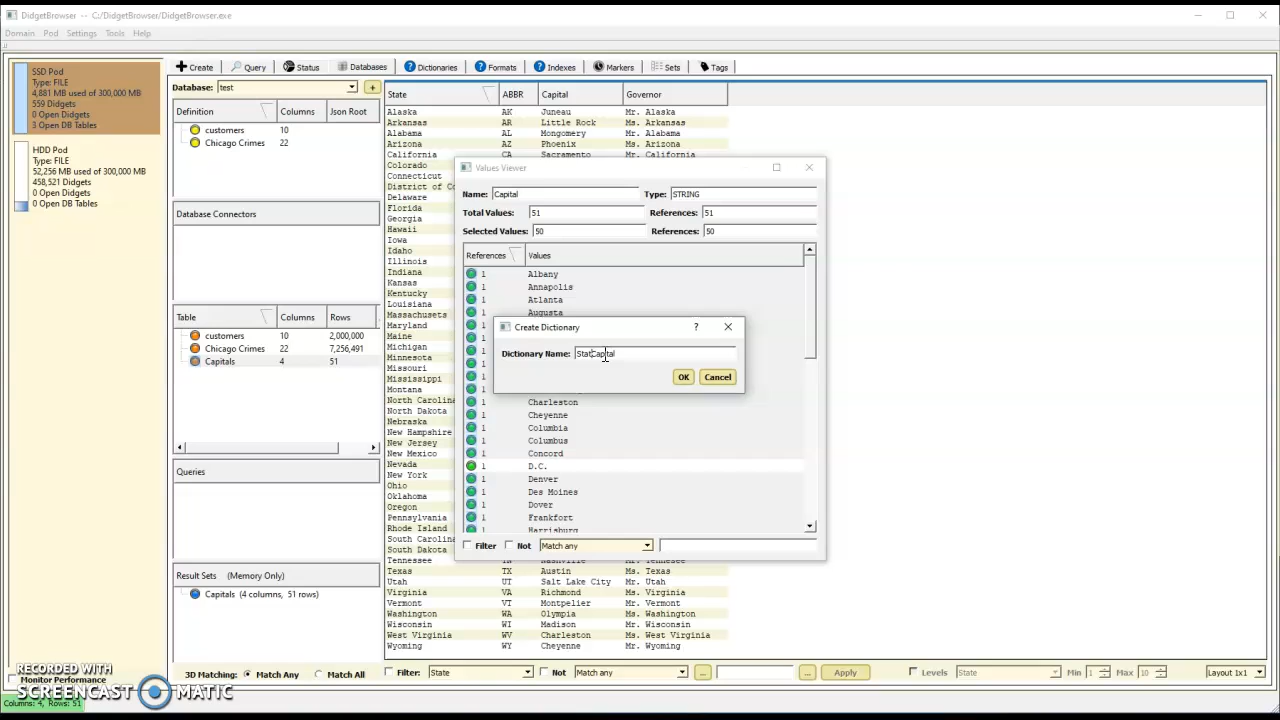 DidgetBrowser -- C:/DidgetBrowser/DidgetBrowser.exe
Domain Pod Settings Tools Help
SSD Pod
Type: FILE
4,881 MB used of 300,000 MB
559 Didgets
0 Open Didgets
3 Open DB Tables
HDD Pod
Type: FILE
52,256 MB used of 300,000 MB
458,521 Didgets
0 Open Didgets
0 Open DB Tables
Create Query Status Databases Dictionaries Formats Indexes Markers Sets Tags
Database: test +
Definition Columns Json Root
customers 10
Chicago Crimes 22
Database Connectors
Table Columns Rows
customers 10 2,000,000
Chicago Crimes 22 7,256,491
Capitals 4 51
Queries
Result Sets (Memory Only)
Capitals (4 columns, 51 rows)
3D Matching: Match Any Match All
State ABBR Capital Governor
Alaska AK Juneau Mr. Alaska
Arkansas AR Little Rock Ms. Arkansas
Alabama AL Mongomery Mr. Alabama
Arizona AZ Phoenix Ms. Arizona
California CA Sacramento Mr. California
Colorado
Connecticut
District of Co
Delaware
Florida
Georgia
Hawaii
Iowa
Idaho
Illinois
Indiana
Kansas
Kentucky
Louisiana
Massachusets
Maryland
Maine
Michigan
Minnesota
Missouri
Mississippi
Montana
North Carolina
North Dakota
Nebraska
New Hampshire
New Jersey
New Mexico
Nevada
New York
Ohio
Oklahoma
Oregon
Pennsylvania
Rhode Island
South Carolina
South Dakota
Tennessee TN Nashville Mr. Tennessee
Texas TX Austin Ms. Texas
Utah UT Salt Lake City Mr. Utah
Virginia VA Richmond Ms. Virginia
Vermont VT Montpelier Mr. Vermont
Washington WA Olympia Ms. Washington
Wisconsin WI Madison Mr. Wisconsin
West Virginia WV Charleston Ms. West Virginia
Wyoming WY Cheyenne Mr. Wyoming
Filter: State Not Match any ... ... Apply Levels State Min 1 Max 10 Layout 1x1
Values Viewer
Name: Capital Type: STRING
Total Values: 51 References: 51
Selected Values: 50 References: 50
References Values
1 Albany
1 Annapolis
1 Atlanta
1 Augusta
Create Dictionary ?
Dictionary Name: StatCapital
OK Cancel
1 Charleston
1 Cheyenne
1 Columbia
1 Columbus
1 Concord
1 D.C.
1 Denver
1 Des Moines
1 Dover
1 Frankfort
1 Harrisburg
Filter Not Match any
Monitor Performance
RECORDED WITH
SCREENCAST MATIC
Columns: 4, Rows: 51